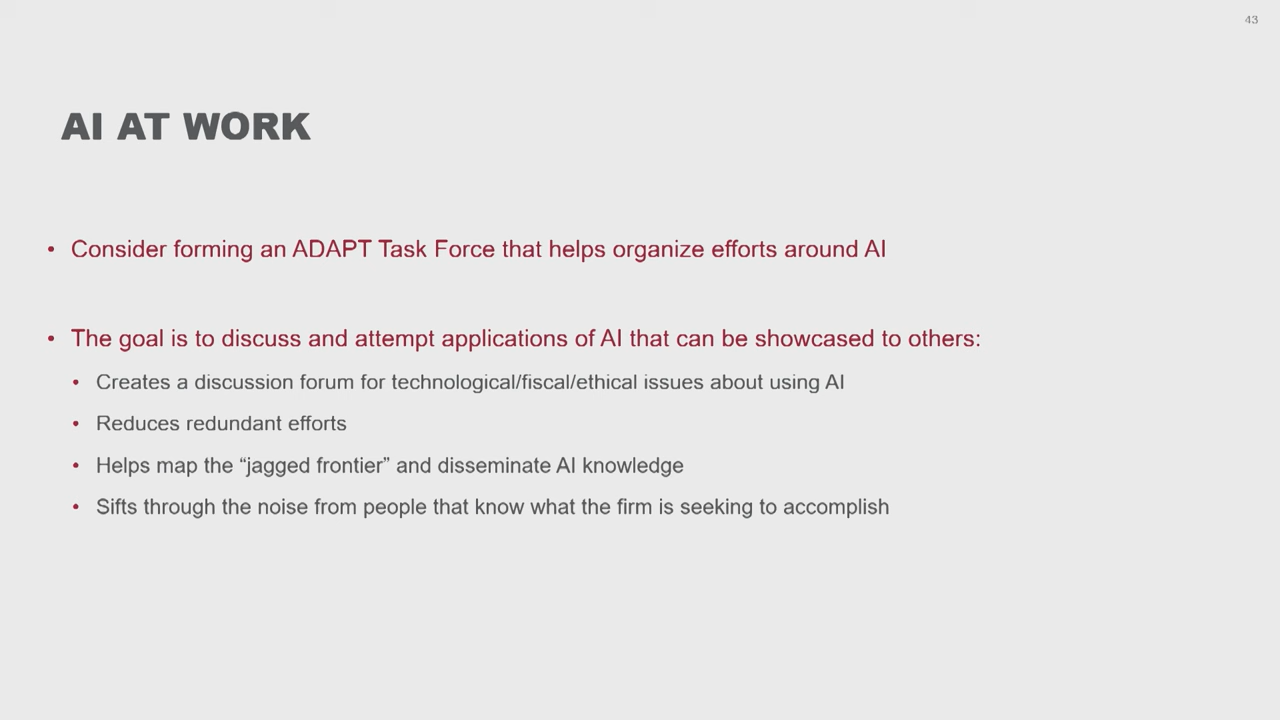 43
AI AT WORK
• Consider forming an ADAPT Task Force that helps organize efforts around AI
• The goal is to discuss and attempt applications of AI that can be showcased to others:
• Creates a discussion forum for technological/fiscal/ethical issues about using AI
• Reduces redundant efforts
• Helps map the “jagged frontier” and disseminate AI knowledge
• Sifts through the noise from people that know what the firm is seeking to accomplish